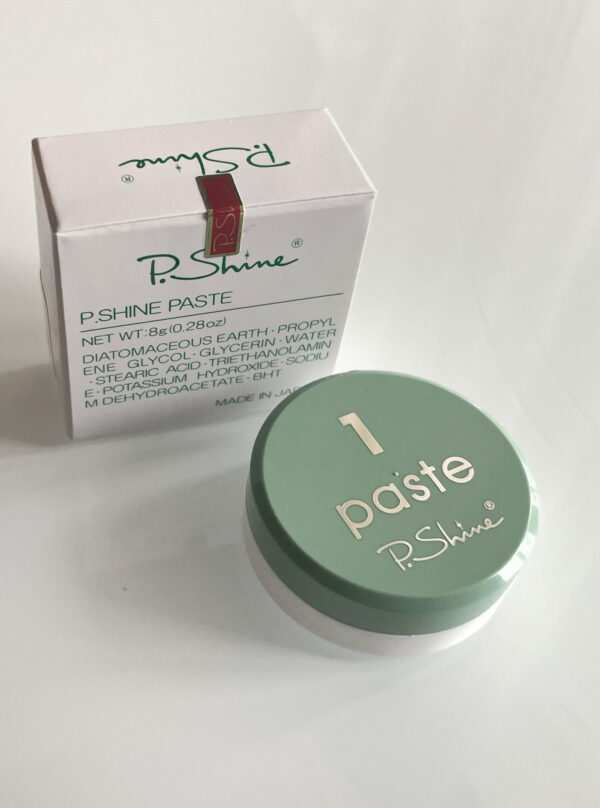 P.Shine
®
P.S
P.Shine®
P.SHINE PASTE
NET WT:8g(0.28oz)
DIATOMACEOUS EARTH·PROPYL
ENE GLYCOL·GLYCERIN·WATER
·STEARIC ACID·TRIETHANOLAMIN
E·POTASSIUM HYDROXIDE·SODIU
M DEHYDROACETATE·BHT
MADE IN JAP
1
paste
P.Shine®